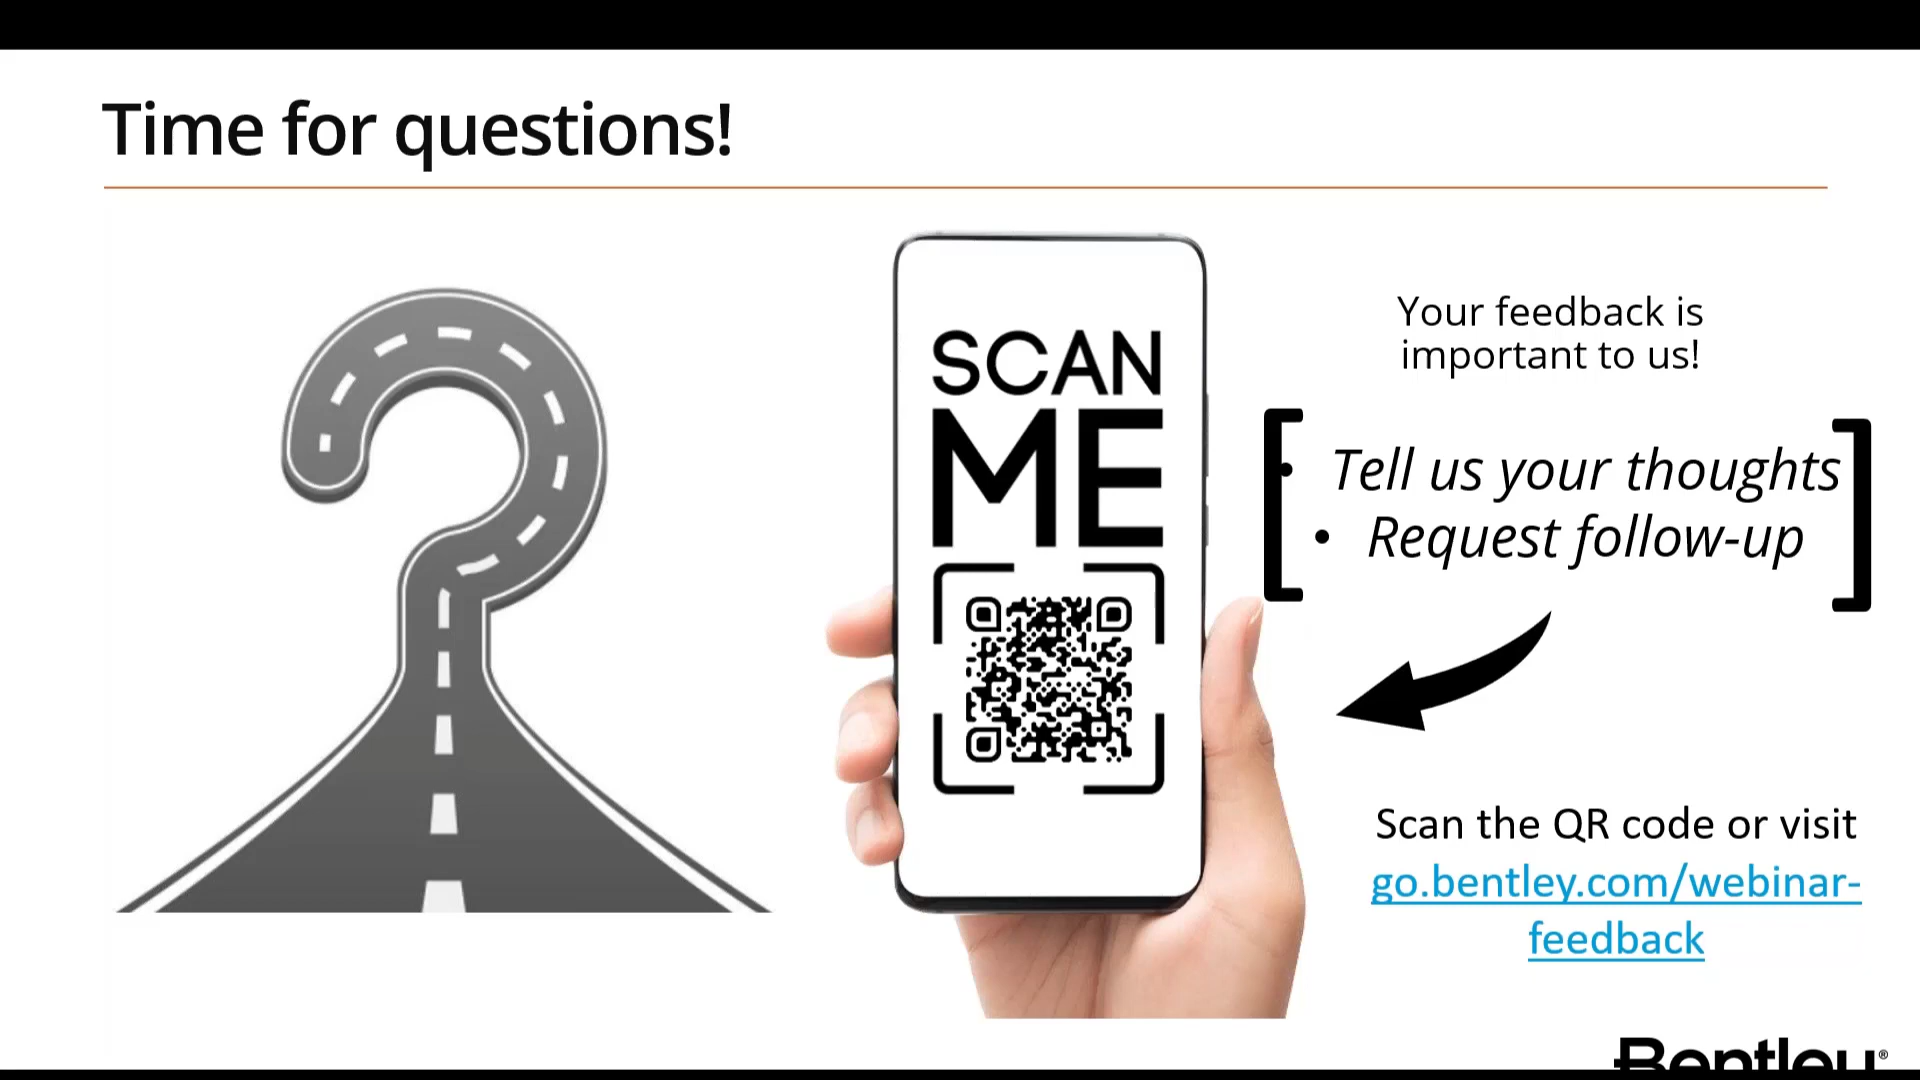 Time for questions!
SCAN
ME
Your feedback is
important to us!
• Tell us your thoughts
• Request follow-up
Scan the QR code or visit
go.bentley.com/webinar-
feedback
Bentley®